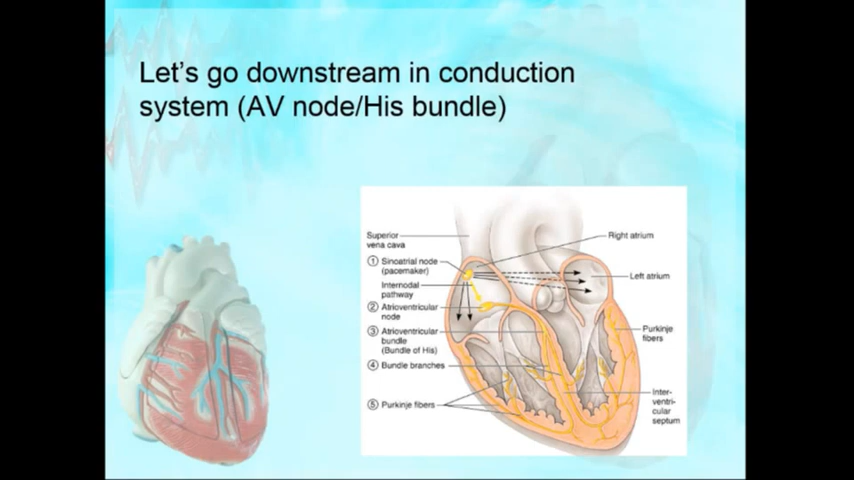 Let's go downstream in conduction
system (AV node/His bundle)
Superior
vena cava
① Sinoatrial node
(pacemaker)
Internodal
pathway
② Atrioventricular
node
③ Atrioventricular
bundle
(Bundle of His)
④ Bundle branches
⑤ Purkinje fibers
Right atrium
Left atrium
Purkinje
fibers
Inter-
ventri-
cular
septum